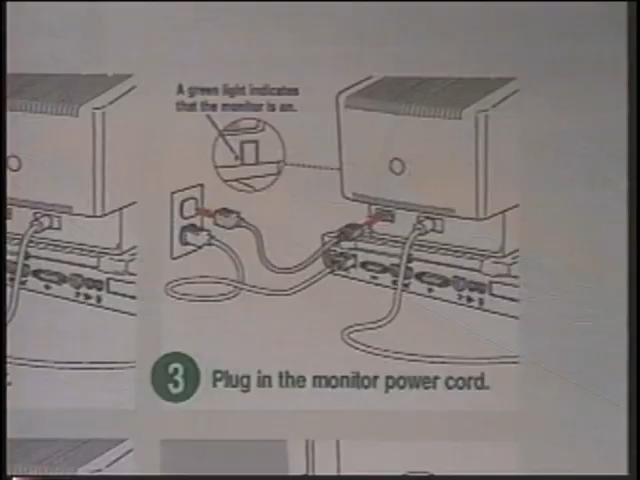 A green light indicates
that the monitor is on.
3 Plug in the monitor power cord.